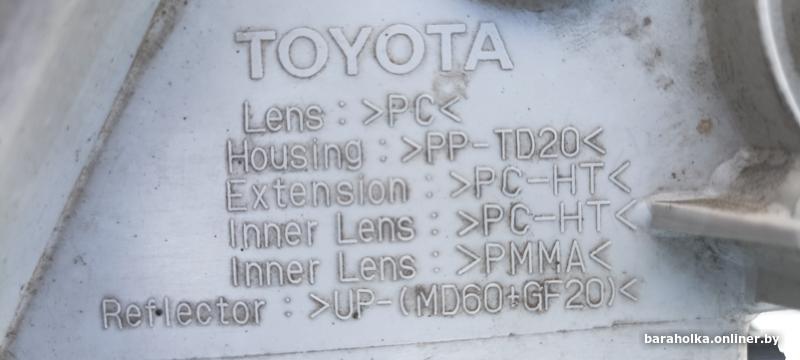 TOYOTA
Lens : >PC<
Housing : >PP-TD20<
Extension : >PC-HT<
Inner Lens : >PC-HT<
Inner Lens : >PMMA<
Reflector : >UP-(MD60+GF20)<
baraholka.onliner.by